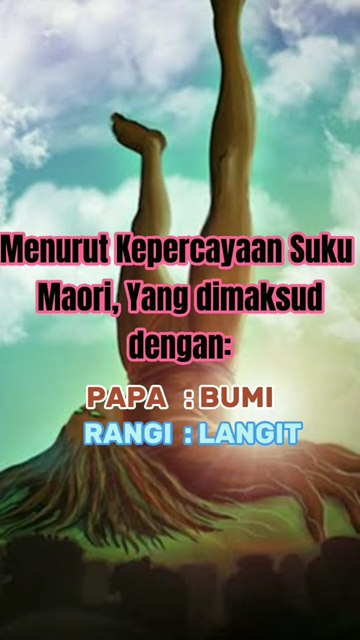 Menurut Kepercayaan Suku
Maori, Yang dimaksud
dengan:
PAPA : BUMI
RANGI : LANGIT